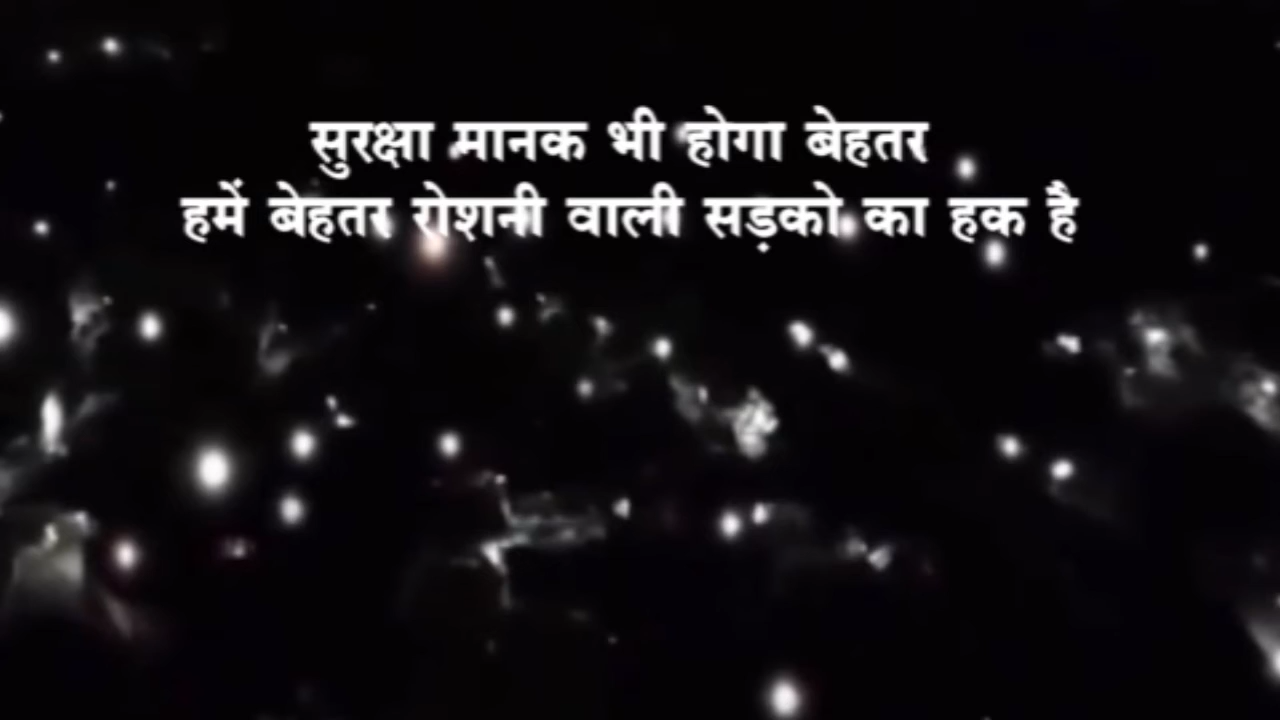 सुरक्षा मानक भी होगा बेहतर
हमें बेहतर रोशनी वाली सड़को का हक है